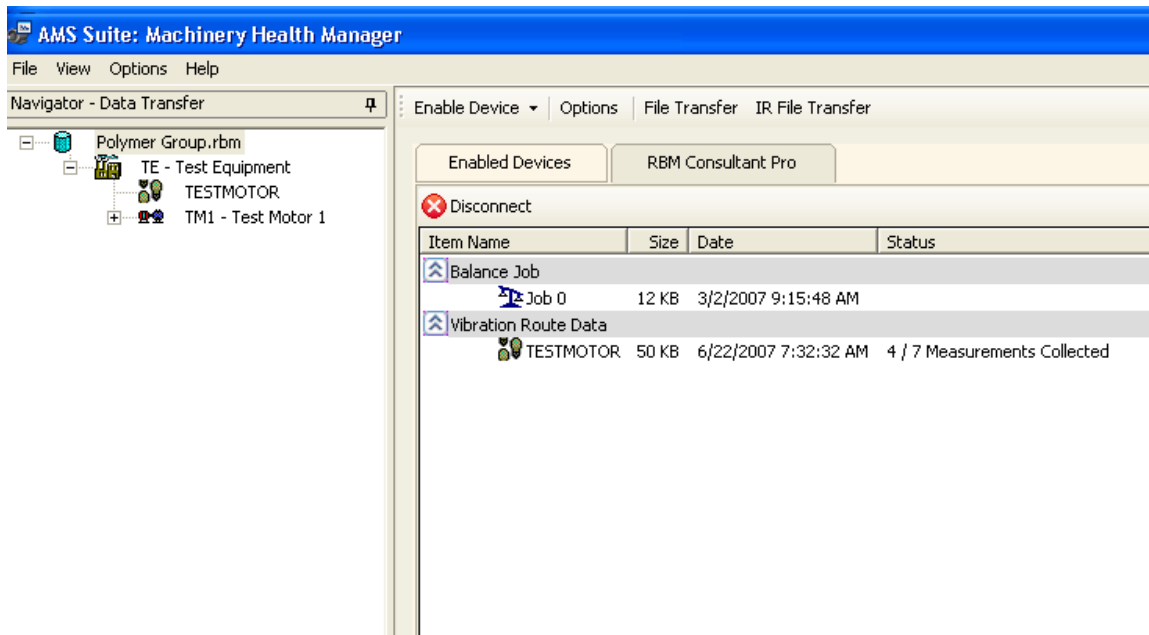 AMS Suite: Machinery Health Manager
File View Options Help
Navigator - Data Transfer
Polymer Group.rbm
TE - Test Equipment
TESTMOTOR
TM1 - Test Motor 1
Enable Device Options File Transfer IR File Transfer
Enabled Devices RBM Consultant Pro
Disconnect
Item Name Size Date Status
Balance Job
Job 0 12 KB 3/2/2007 9:15:48 AM
Vibration Route Data
TESTMOTOR 50 KB 6/22/2007 7:32:32 AM 4 / 7 Measurements Collected